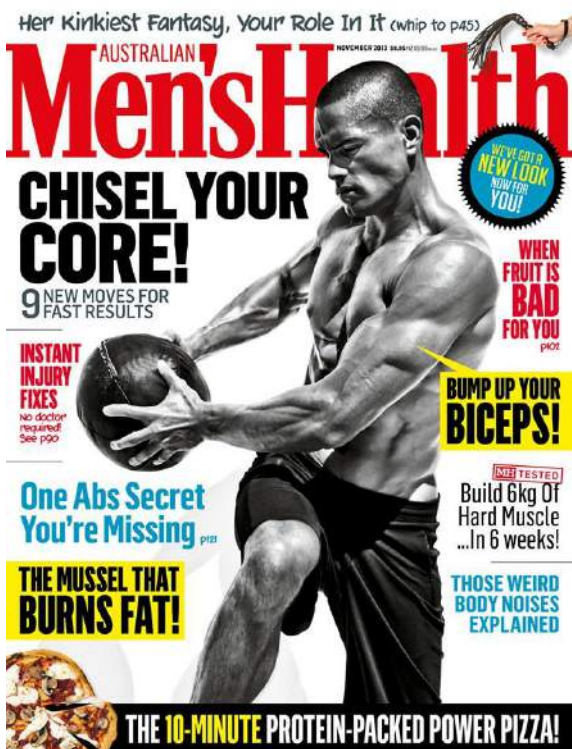 Her Kinkiest Fantasy, Your Role In It (whip to p45)
AUSTRALIAN
NOVEMBER 2013
Men'sHealth
WE'VE GOT A
NEW LOOK
NOW FOR
YOU!
CHISEL YOUR
CORE!
9 NEW MOVES FOR
FAST RESULTS
WHEN
FRUIT IS
BAD
FOR YOU
p102
INSTANT
INJURY
FIXES
No doctor
required!
See p90
BUMP UP YOUR
BICEPS!
MH TESTED
Build 6kg Of
Hard Muscle
...In 6 weeks!
One Abs Secret
You're Missing p121
THE MUSSEL THAT
BURNS FAT!
THOSE WEIRD
BODY NOISES
EXPLAINED
THE 10-MINUTE PROTEIN-PACKED POWER PIZZA!